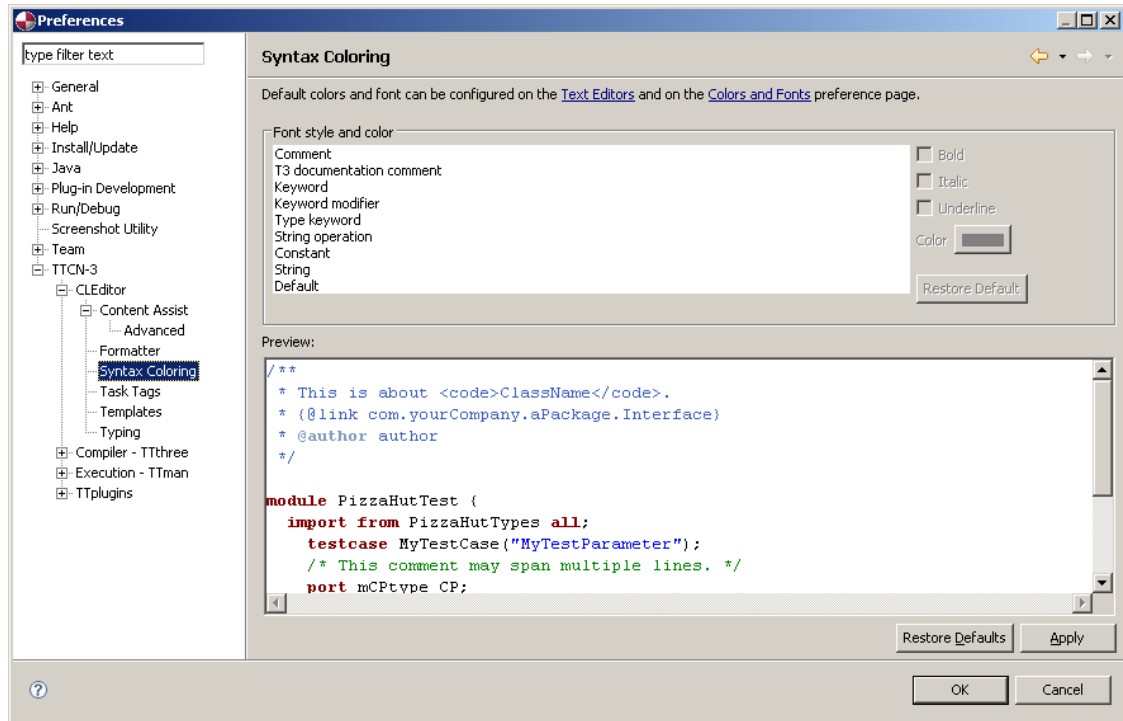 Preferences
type filter text
General
Ant
Help
Install/Update
Java
Plug-in Development
Run/Debug
Screenshot Utility
Team
TTCN-3
CLEditor
Content Assist
Advanced
Formatter
Syntax Coloring
Task Tags
Templates
Typing
Compiler - TTthree
Execution - TTman
TTplugins
Syntax Coloring
Default colors and font can be configured on the Text Editors and on the Colors and Fonts preference page.
Font style and color
Comment
T3 documentation comment
Keyword
Keyword modifier
Type keyword
String operation
Constant
String
Default
Bold
Italic
Underline
Color
Restore Default
Preview:
/**
 * This is about <code>ClassName</code>.
 * {@link com.yourCompany.aPackage.Interface}
 * @author author
 */
module PizzaHutTest {
  import from PizzaHutTypes all;
    testcase MyTestCase("MyTestParameter");
    /* This comment may span multiple lines. */
    port mCPtype CP;
Restore Defaults
Apply
OK
Cancel